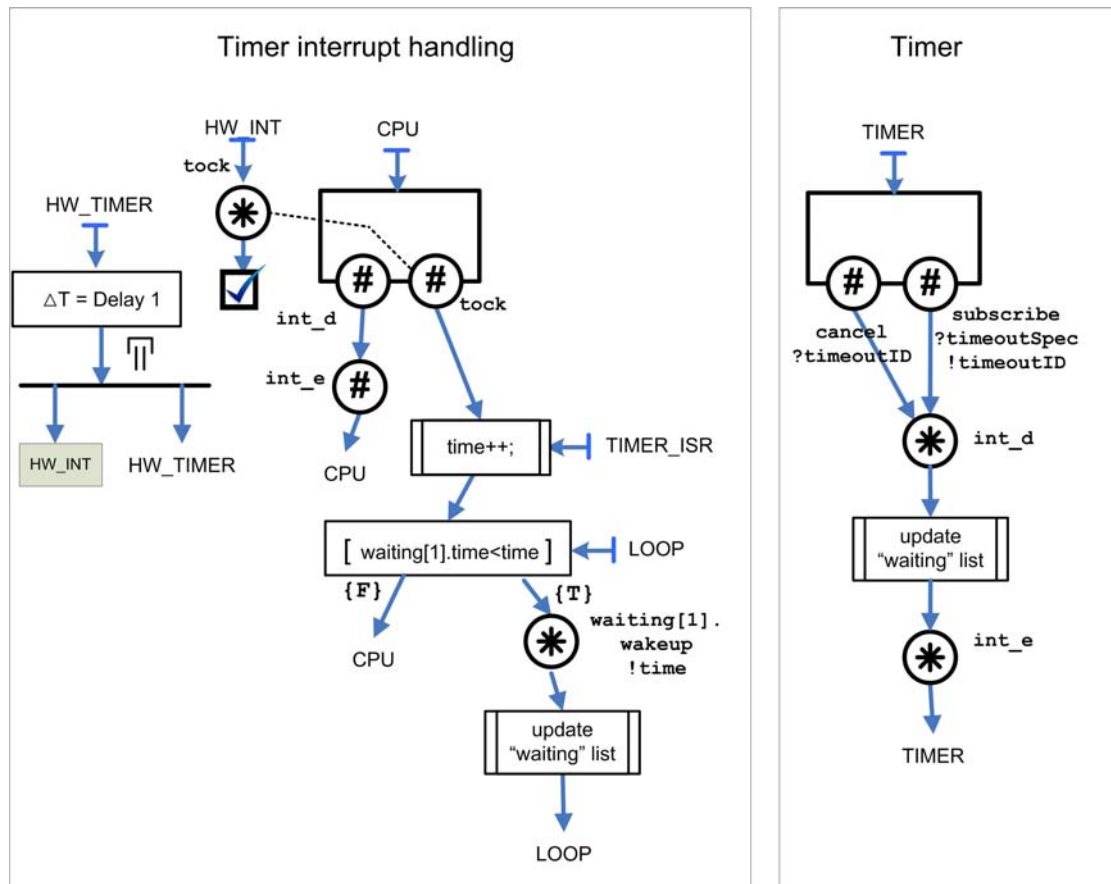 Timer interrupt handling
HW_INT
CPU
tock
HW_TIMER
△T = Delay 1
#
#
tock
int_d
int_e
#
CPU
HW_INT
HW_TIMER
time++;
TIMER_ISR
[ waiting[1].time<time ]
LOOP
{F}
{T}
CPU
waiting[1].
wakeup
!time
update
“waiting” list
LOOP
Timer
TIMER
#
#
cancel
?timeoutID
subscribe
?timeoutSpec
!timeoutID
int_d
update
“waiting” list
int_e
TIMER